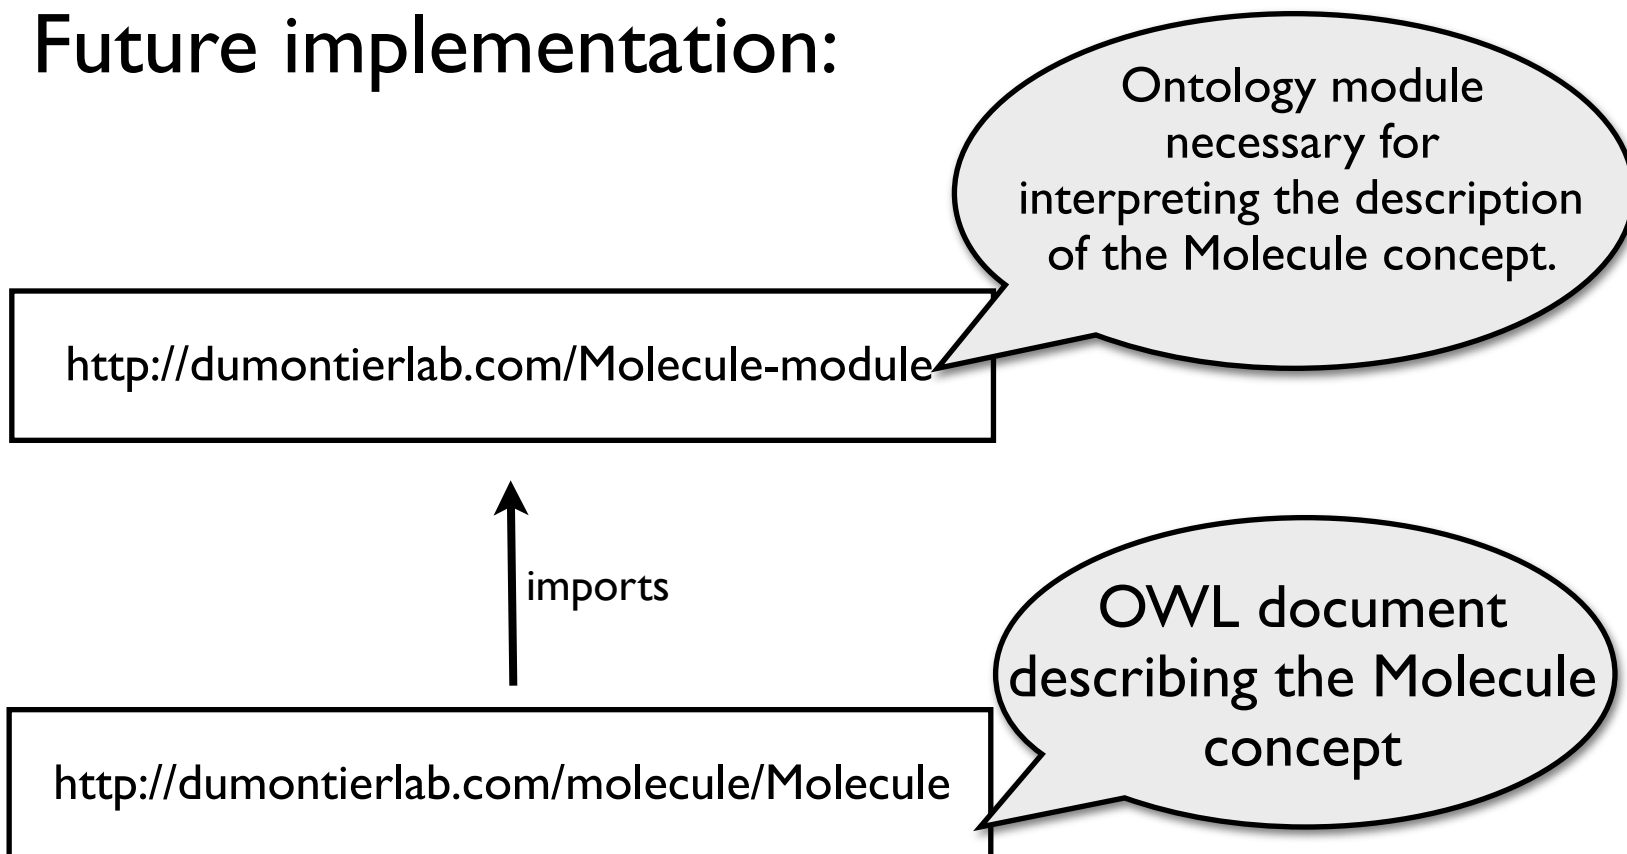 Future implementation:
Ontology module
necessary for
interpreting the description
of the Molecule concept.
http://dumontierlab.com/Molecule-module
imports
OWL document
describing the Molecule
concept
http://dumontierlab.com/molecule/Molecule